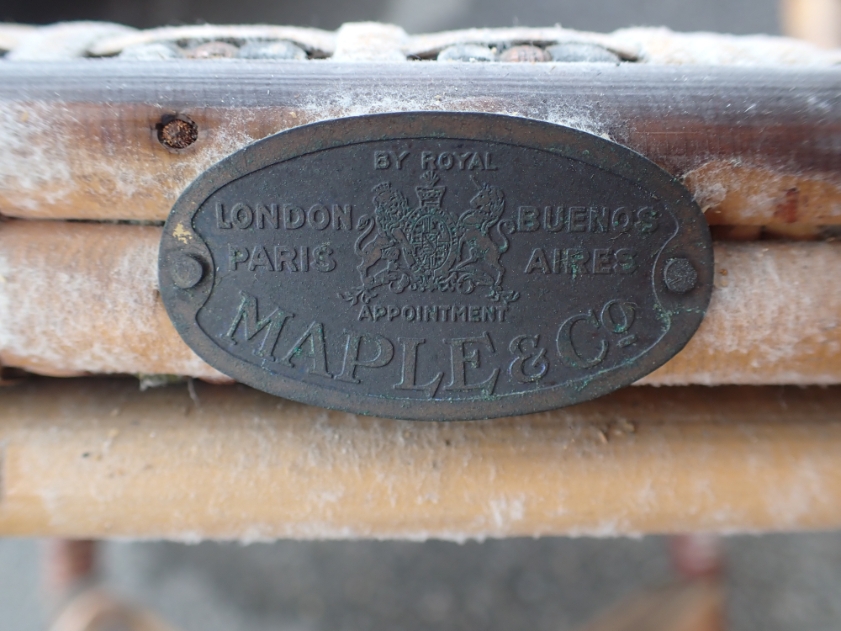 BY ROYAL
LONDON BUENOS
PARIS AIRES
APPOINTMENT
MAPLE & Cº